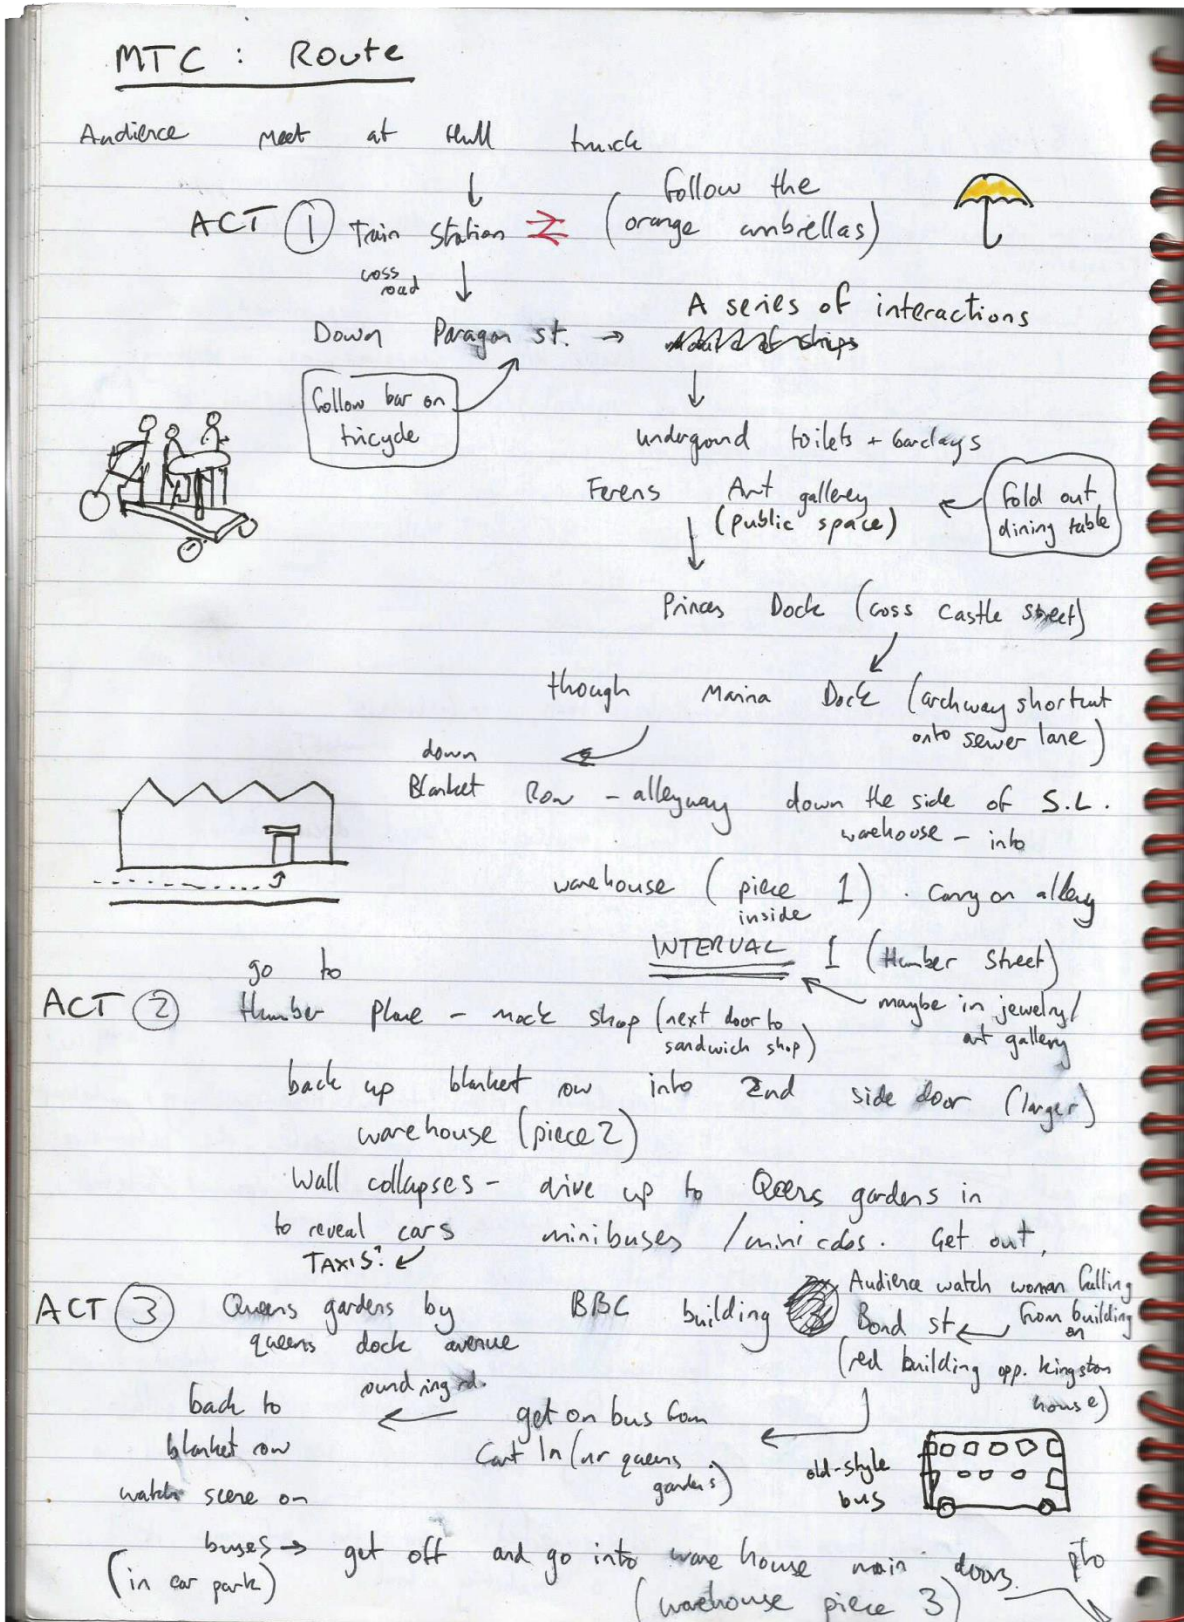 MTC : Route
Audience meet at Hull truck
ACT 1 Train Station (follow the
orange umbrellas)
cross
road
A series of interactions
Down Paragon st. →
follow bar on
tricycle
undergound toilets + barclays
Ferens Art gallerey
(public space)
fold out
dining table
Princes Dock (cross Castle street)
though Marina Dock (archway shortcut
onto sewer lane)
down
Blanket Row - alleyway down the side of S.L.
warehouse - into
warehouse (piece 1) . carry on alley
inside
INTERVAL 1 (Humber Street)
maybe in jewelry/
art gallery
go to
ACT 2 Humber Place - mock shop (next door to
sandwich shop)
back up blanket row into 2nd side door (larger)
warehouse (piece 2)
Wall collapses - drive up to Queens gardens in
to reveal cars minibuses / mini cabs. Get out,
TAXIS?
ACT 3 Queens gardens by BBC building
queens dock avenue
Audience watch woman falling
from building
on
Bond st
(red building opp. kingston
house)
round ring rd.
get on bus from
(nr queens
gardens)
back to
blanket row
watch scene on
old-style
bus
buses → get off and go into warehouse main doors. pto
(in car park)
(warehouse piece 3)